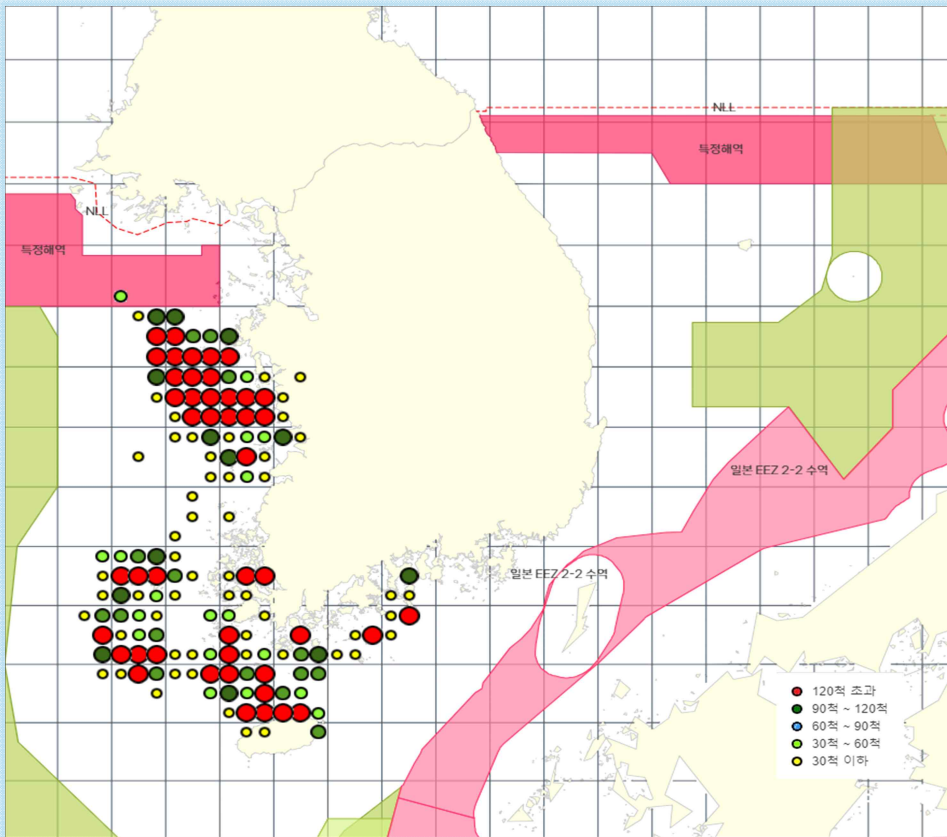 NLL
특정해역
NLL
특정해역
일본 EEZ 2-2 수역
일본 EEZ 2-2 수역
120척 초과
90척 ~ 120척
60척 ~ 90척
30척 ~ 60척
30척 이하